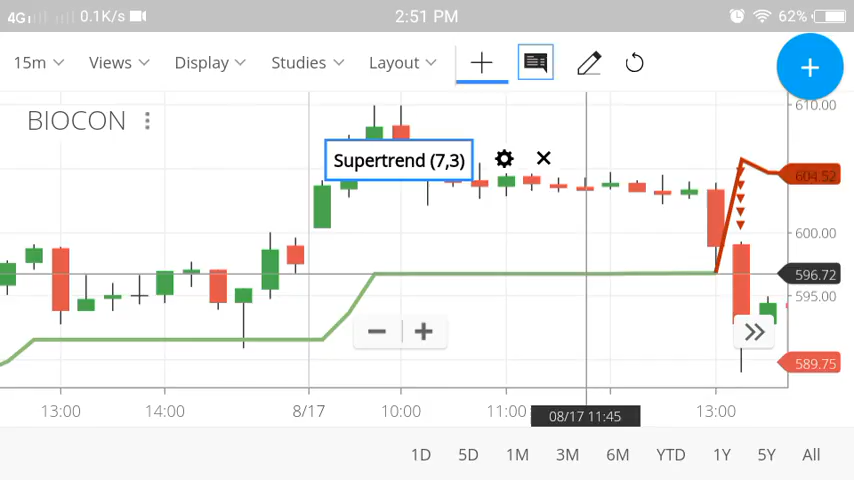 4G 0.1K/s 2:51 PM 62%
15m Views Display Studies Layout
BIOCON
Supertrend (7,3)
610.00
604.52
600.00
596.72
595.00
589.75
13:00 14:00 8/17 10:00 11:00 08/17 11:45 13:00
1D 5D 1M 3M 6M YTD 1Y 5Y All